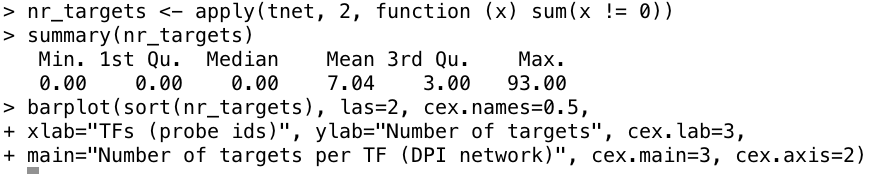 > nr_targets <- apply(tnet, 2, function (x) sum(x != 0))
> summary(nr_targets)
   Min. 1st Qu.  Median    Mean 3rd Qu.    Max.
   0.00    0.00    0.00    7.04    3.00   93.00
> barplot(sort(nr_targets), las=2, cex.names=0.5,
+ xlab="TFs (probe ids)", ylab="Number of targets", cex.lab=3,
+ main="Number of targets per TF (DPI network)", cex.main=3, cex.axis=2)